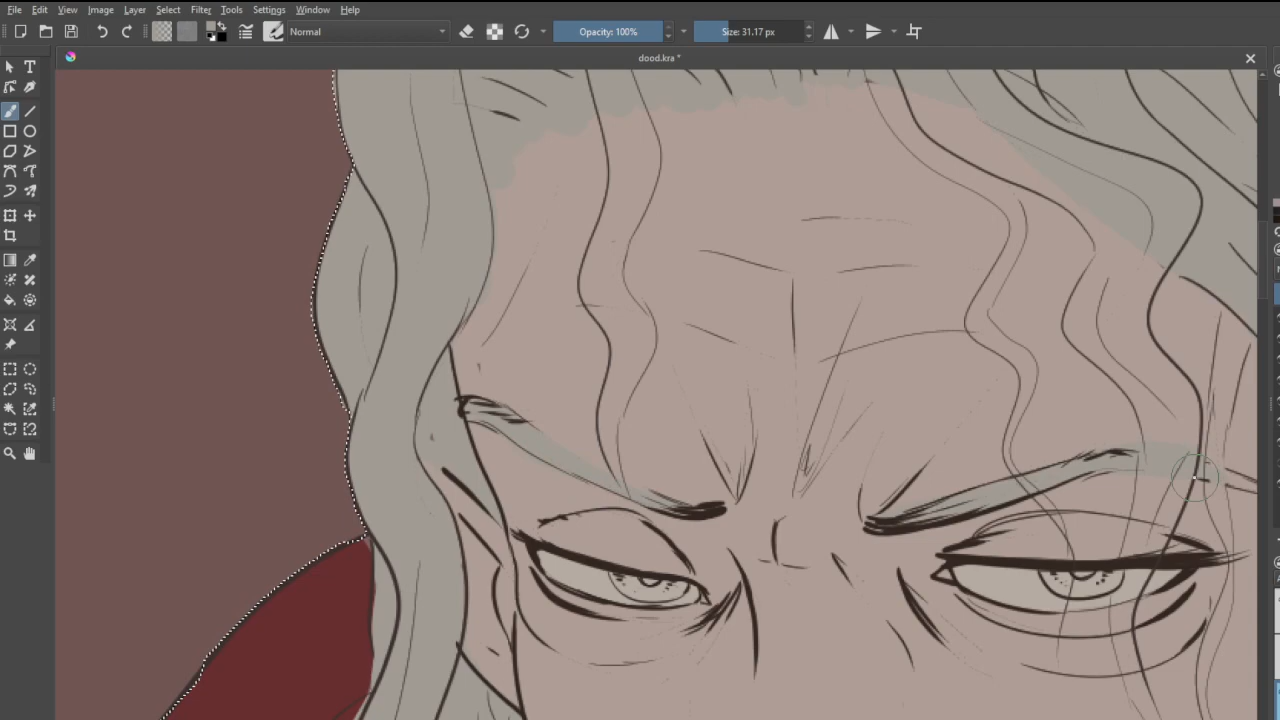 File Edit View Image Layer Select Filter Tools Settings Window Help
Normal Opacity: 100% Size: 31.17 px
dood.kra *